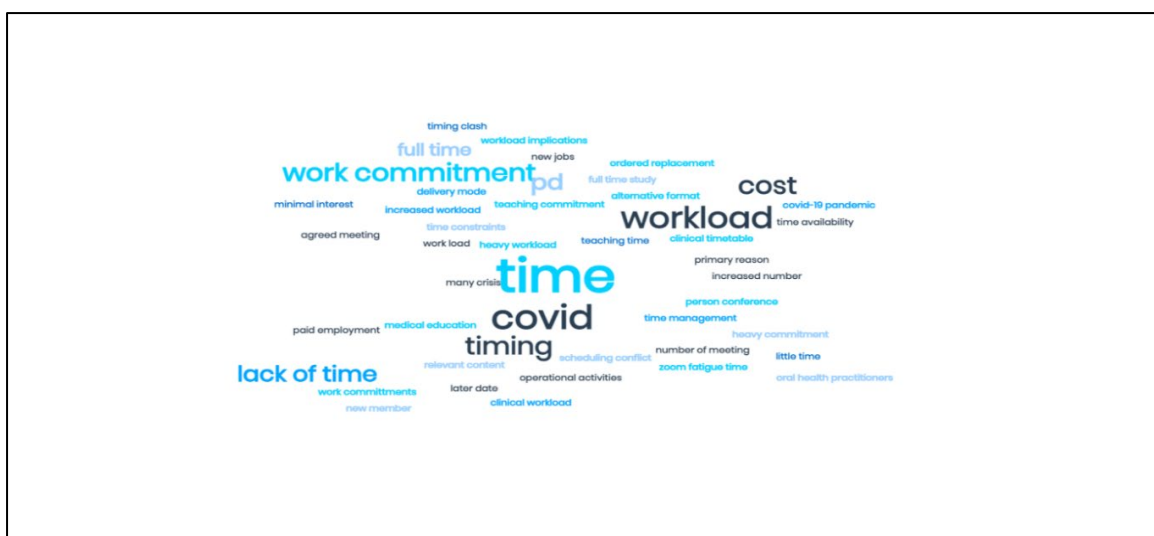 timing clash
workload implications
full time
new jobs
ordered replacement
work commitment
pd
full time study
cost
delivery mode
alternative format
minimal interest
increased workload
teaching commitment
covid-19 pandemic
workload
time availability
time constraints
agreed meeting
work load
heavy workload
teaching time
clinical timetable
primary reason
time
many crisis
increased number
person conference
covid
time management
paid employment
medical education
heavy commitment
timing
number of meeting
scheduling conflict
little time
relevant content
zoom fatigue time
lack of time
operational activities
oral health practitioners
later date
work committments
clinical workload
new member